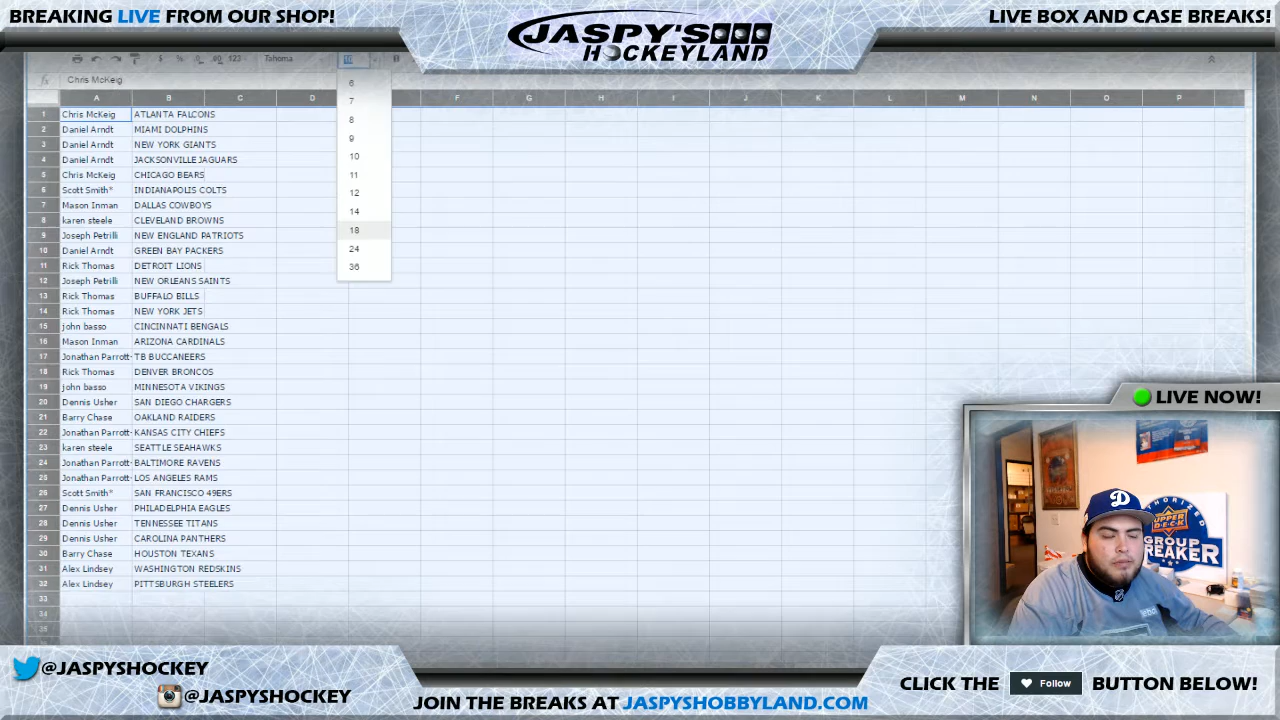 BREAKING LIVE FROM OUR SHOP!
JASPY'S
HOCKEYLAND
LIVE BOX AND CASE BREAKS!
$ % .0 .00 123 Tahoma
fx Chris McKeig
A B C D F G H I J K L M N O P
1 Chris McKeig ATLANTA FALCONS
2 Daniel Arndt MIAMI DOLPHINS
3 Daniel Arndt NEW YORK GIANTS
4 Daniel Arndt JACKSONVILLE JAGUARS
5 Chris McKeig CHICAGO BEARS
6 Scott Smith* INDIANAPOLIS COLTS
7 Mason Inman DALLAS COWBOYS
8 karen steele CLEVELAND BROWNS
9 Joseph Petrilli NEW ENGLAND PATRIOTS
10 Daniel Arndt GREEN BAY PACKERS
11 Rick Thomas DETROIT LIONS
12 Joseph Petrilli NEW ORLEANS SAINTS
13 Rick Thomas BUFFALO BILLS
14 Rick Thomas NEW YORK JETS
15 john basso CINCINNATI BENGALS
16 Mason Inman ARIZONA CARDINALS
17 Jonathan Parrott- TB BUCCANEERS
18 Rick Thomas DENVER BRONCOS
19 john basso MINNESOTA VIKINGS
20 Dennis Usher SAN DIEGO CHARGERS
21 Barry Chase OAKLAND RAIDERS
22 Jonathan Parrott- KANSAS CITY CHIEFS
23 karen steele SEATTLE SEAHAWKS
24 Jonathan Parrott- BALTIMORE RAVENS
25 Jonathan Parrott- LOS ANGELES RAMS
26 Scott Smith* SAN FRANCISCO 49ERS
27 Dennis Usher PHILADELPHIA EAGLES
28 Dennis Usher TENNESSEE TITANS
29 Dennis Usher CAROLINA PANTHERS
30 Barry Chase HOUSTON TEXANS
31 Alex Lindsey WASHINGTON REDSKINS
32 Alex Lindsey PITTSBURGH STEELERS
33
34
35
6
7
8
9
10
11
12
14
18
24
36
LIVE NOW!
D
UPPER
DECK
GROUP
BREAKER
@JASPYSHOCKEY
@JASPYSHOCKEY
JOIN THE BREAKS AT JASPYSHOBBYLAND.COM
CLICK THE Follow BUTTON BELOW!